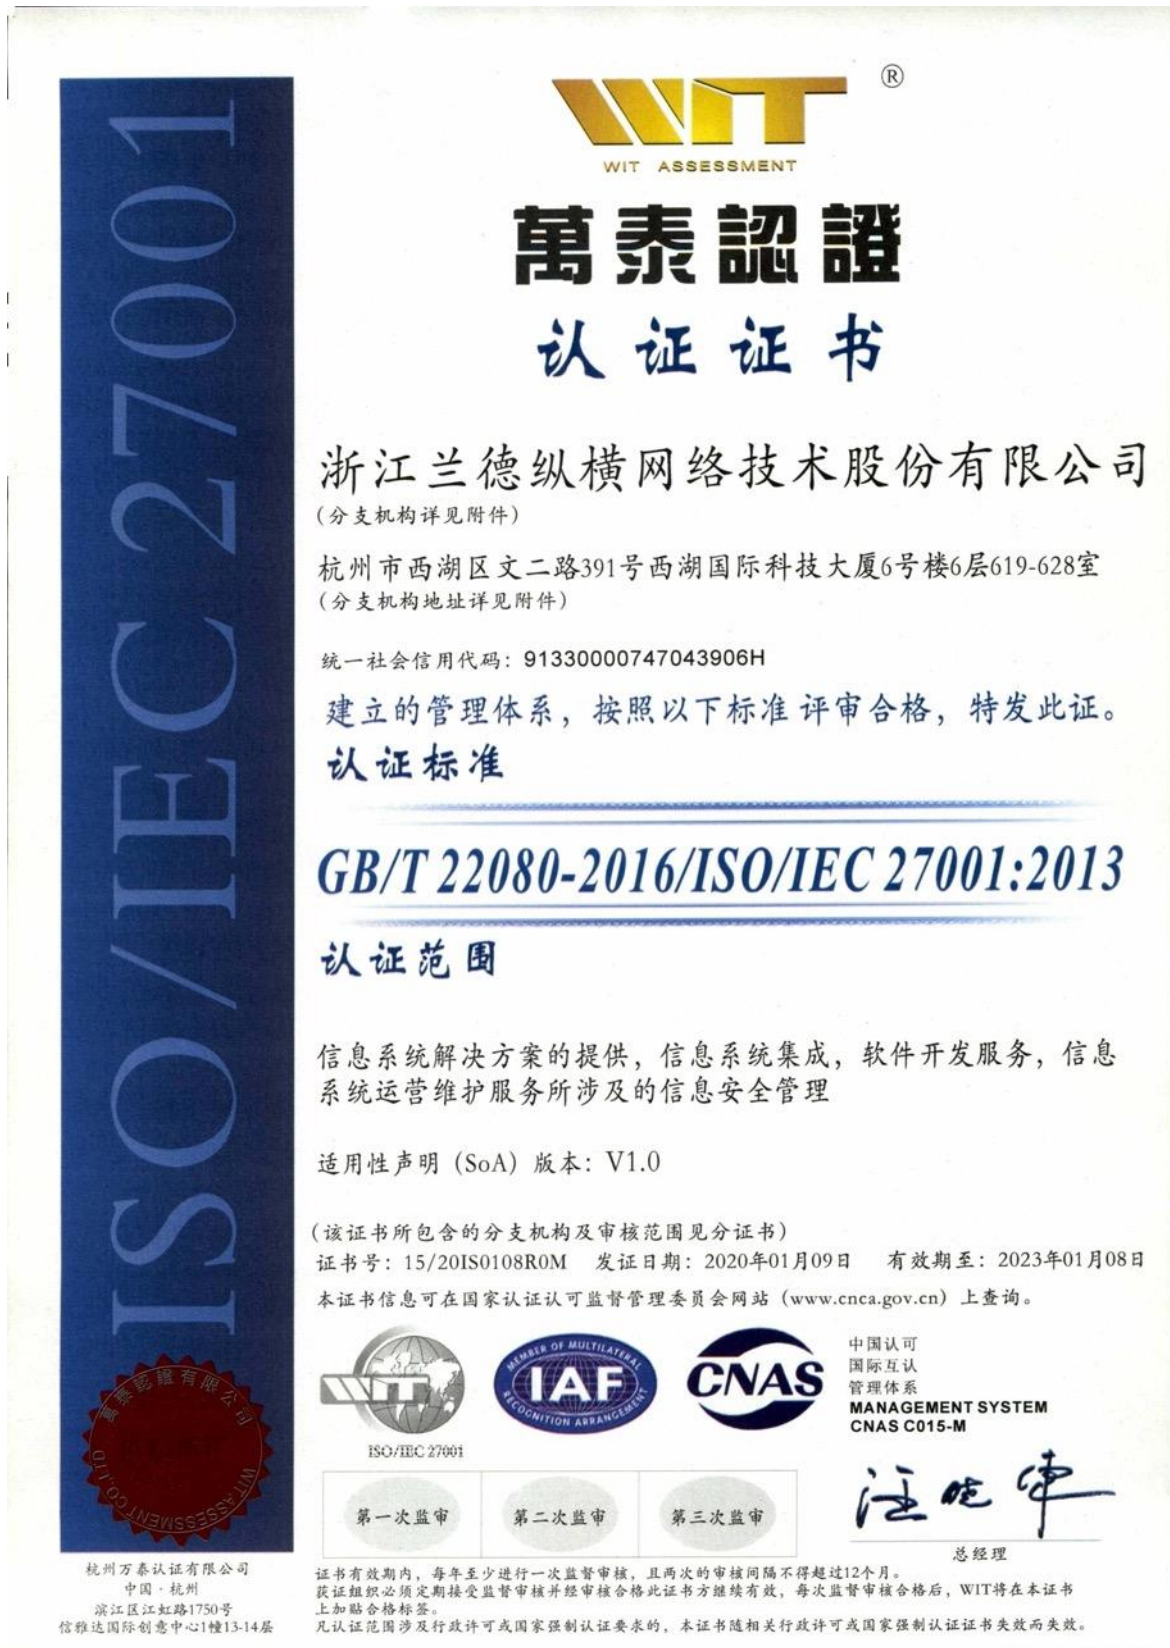 ISO/IEC 27001
WIT
®
WIT ASSESSMENT
萬泰認證
认证证书
浙江兰德纵横网络技术股份有限公司
(分支机构详见附件)
杭州市西湖区文二路391号西湖国际科技大厦6号楼6层619-628室
(分支机构地址详见附件)
统一社会信用代码: 91330000747043906H
建立的管理体系，按照以下标准评审合格，特发此证。
认证标准
GB/T 22080-2016/ISO/IEC 27001:2013
认证范围
信息系统解决方案的提供，信息系统集成，软件开发服务，信息
系统运营维护服务所涉及的信息安全管理
适用性声明（SoA）版本：V1.0
(该证书所包含的分支机构及审核范围见分证书)
证书号：15/20IS0108R0M 发证日期：2020年01月09日 有效期至：2023年01月08日
本证书信息可在国家认证认可监督管理委员会网站（www.cnca.gov.cn）上查询。
WIT
ISO/IEC 27001
MEMBER OF MULTILATERAL
IAF
RECOGNITION ARRANGEMENT
CNAS
中国认可
国际互认
管理体系
MANAGEMENT SYSTEM
CNAS C015-M
萬泰認證有限公司
WIT ASSESSMENT CO.,LTD
第一次监审 第二次监审 第三次监审
总经理
杭州万泰认证有限公司
中国·杭州
滨江区江虹路1750号
信雅达国际创意中心1幢13-14层
证书有效期内，每年至少进行一次监督审核，且两次的审核间隔不得超过12个月。
获证组织必须定期接受监督审核并经审核合格此证书方继续有效，每次监督审核合格后，WIT将在本证书
上加贴合格标签。
凡认证范围涉及行政许可或国家强制认证要求的，本证书随相关行政许可或国家强制认证证书失效而失效。